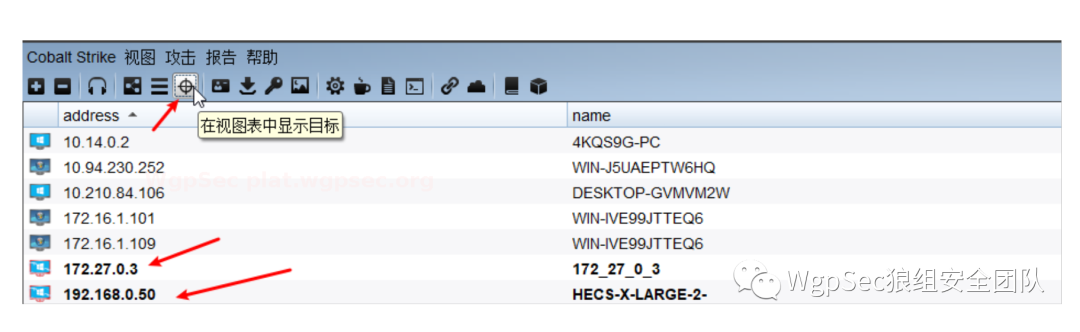 Cobalt Strike 视图 攻击 报告 帮助
在视图表中显示目标
address name
10.14.0.2 4KQS9G-PC
10.94.230.252 WIN-J5UAEPTW6HQ
WgpSec plat.wgpsec.org
10.210.84.106 DESKTOP-GVMVM2W
172.16.1.101 WIN-IVE99JTTEQ6
172.16.1.109 WIN-IVE99JTTEQ6
172.27.0.3 172_27_0_3
192.168.0.50 HECS-X-LARGE-2-
WgpSec狼组安全团队